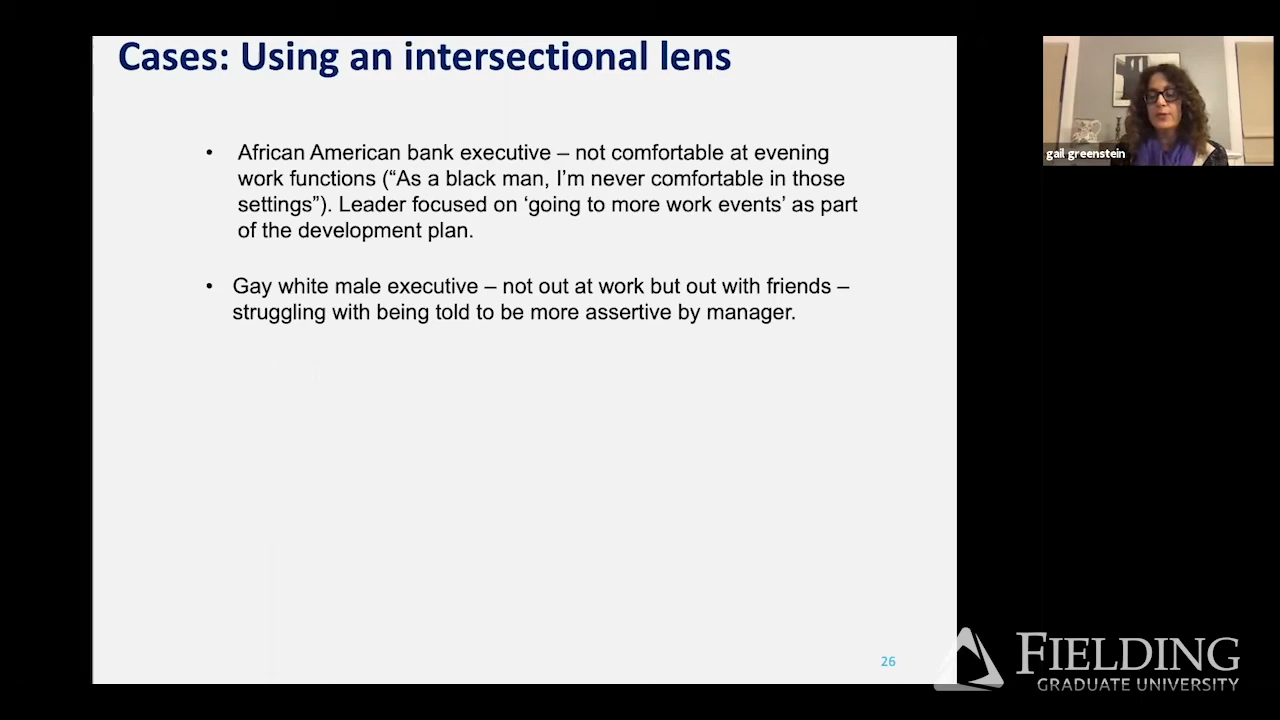 Cases: Using an intersectional lens
• African American bank executive – not comfortable at evening
work functions (“As a black man, I’m never comfortable in those
settings”). Leader focused on ‘going to more work events’ as part
of the development plan.
• Gay white male executive – not out at work but out with friends –
struggling with being told to be more assertive by manager.
26
gail greenstein
FIELDING
GRADUATE UNIVERSITY